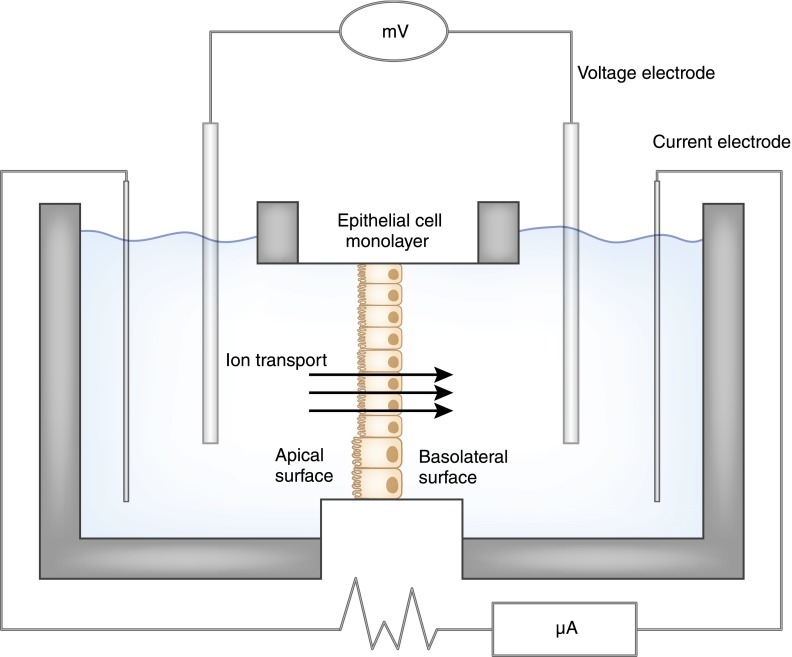 mV
Voltage electrode
Current electrode
Epithelial cell
monolayer
Ion transport
Apical
surface
Basolateral
surface
μA